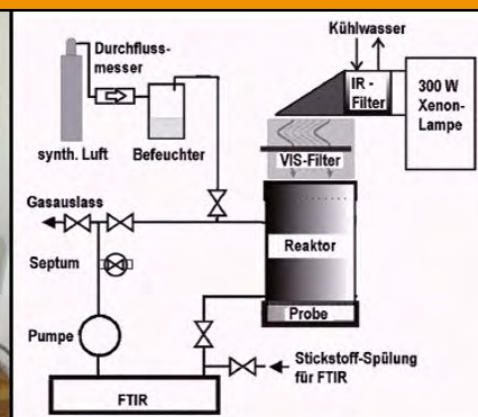 Durchfluss-
messer
synth. Luft
Befeuchter
Kühlwasser
IR -
Filter
300 W
Xenon-
Lampe
VIS-Filter
Gasauslass
Septum
Reaktor
Pumpe
Probe
Stickstoff-Spülung
für FTIR
FTIR